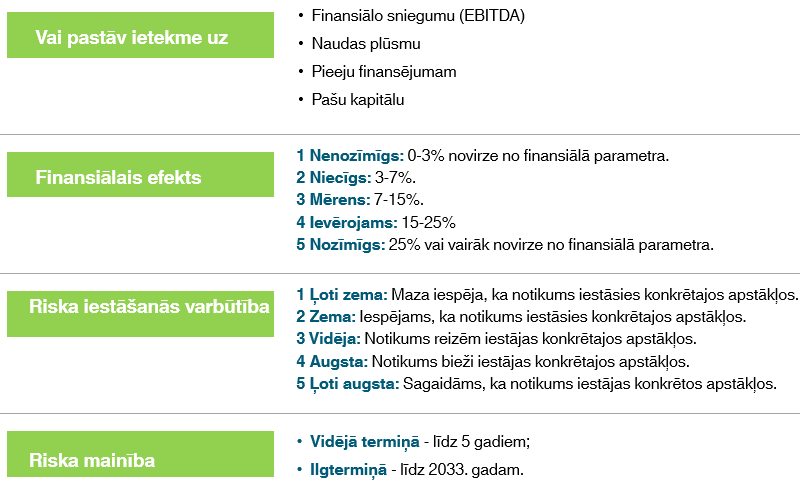 Vai pastāv ietekme uz
• Finansiālo sniegumu (EBITDA)
• Naudas plūsmu
• Pieeju finansējumam
• Pašu kapitālu
Finansiālais efekts
1 Nenozīmīgs: 0-3% novirze no finansiālā parametra.
2 Niecīgs: 3-7%.
3 Mērens: 7-15%.
4 Ievērojams: 15-25%
5 Nozīmīgs: 25% vai vairāk novirze no finansiālā parametra.
Riska iestāšanās varbūtība
1 Ļoti zema: Maza iespēja, ka notikums iestāsies konkrētajos apstākļos.
2 Zema: Iespējams, ka notikums iestāsies konkrētajos apstākļos.
3 Vidēja: Notikums reizēm iestājas konkrētajos apstākļos.
4 Augsta: Notikums bieži iestājas konkrētajos apstākļos.
5 Ļoti augsta: Sagaidāms, ka notikums iestājas konkrētos apstākļos.
Riska mainība
• Vidējā termiņā - līdz 5 gadiem;
• Ilgtermiņā - līdz 2033. gadam.